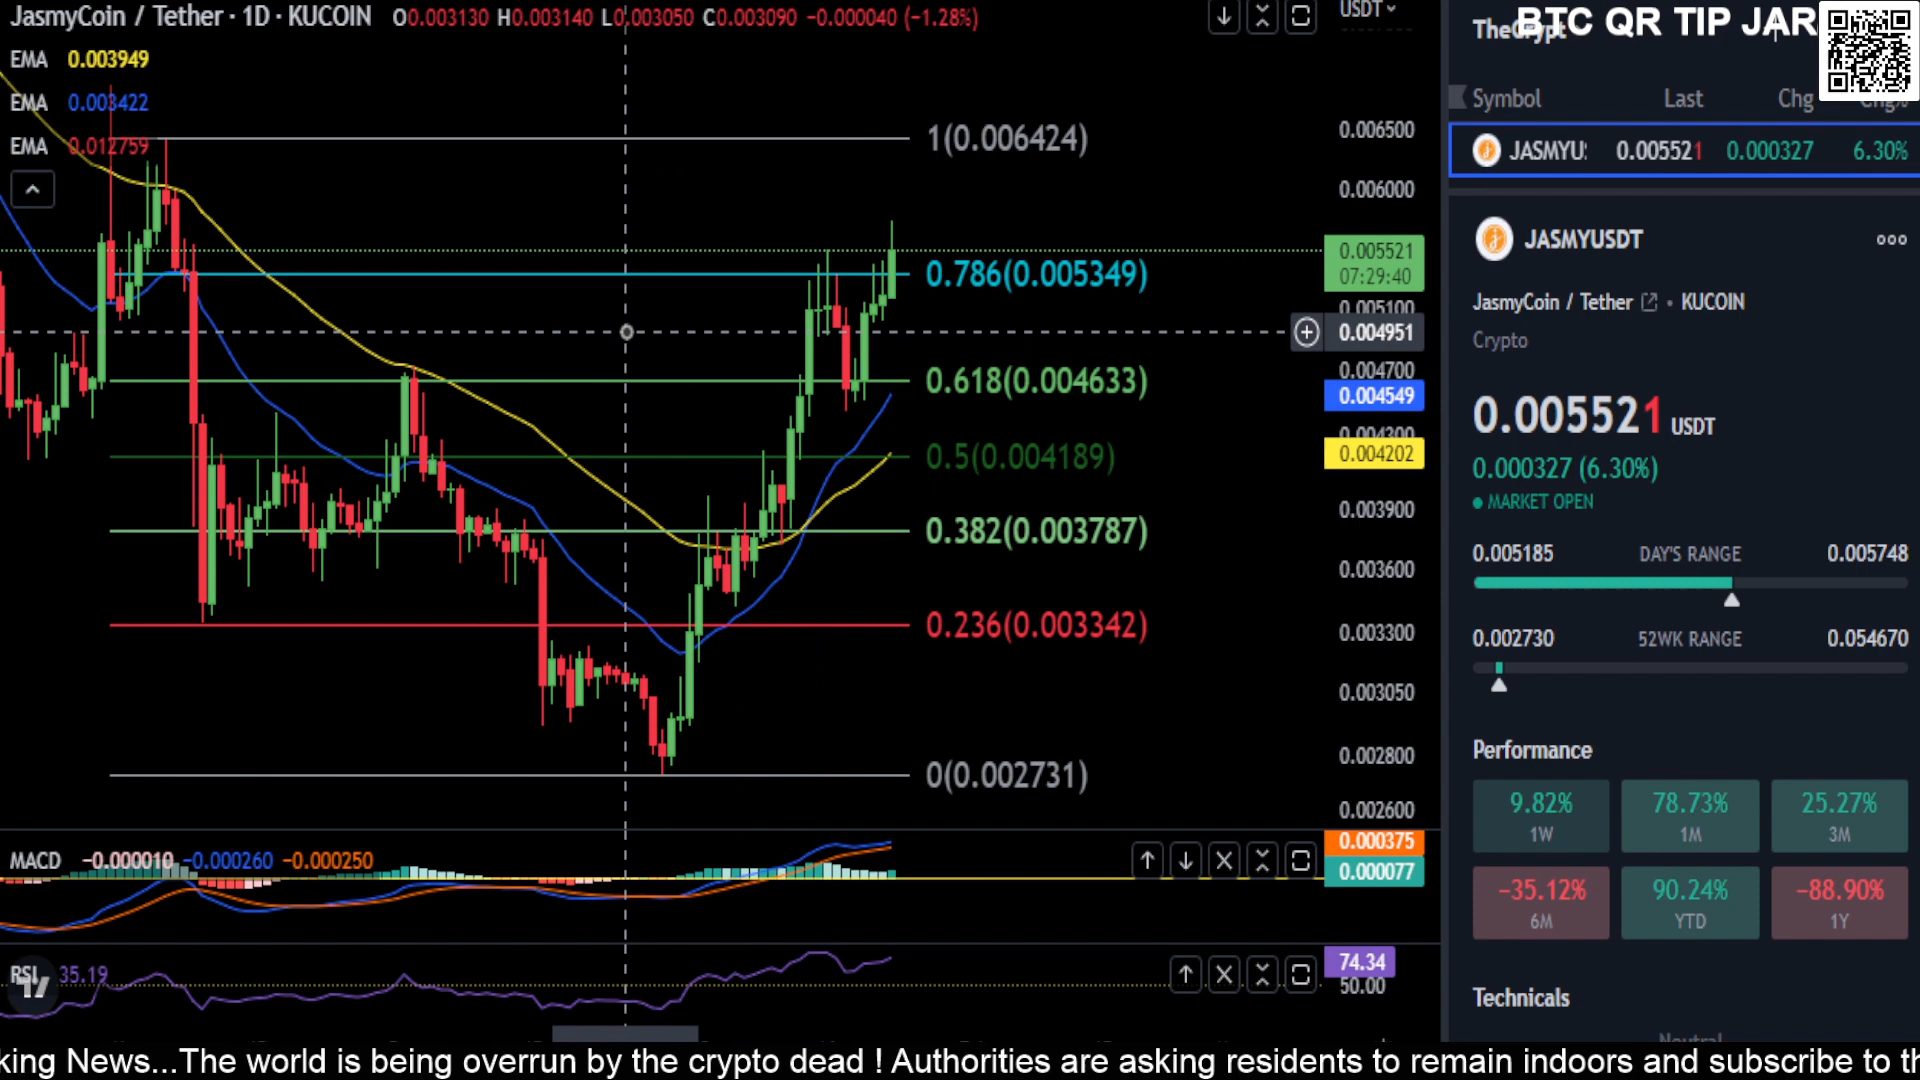 JasmyCoin / Tether · 1D · KUCOIN O0.003130 H0.003140 L0.003050 C0.003090 −0.000040 (−1.28%)
EMA 0.003949
EMA 0.003422
EMA 0.012759
USDT
1(0.006424)
0.786(0.005349)
0.618(0.004633)
0.5(0.004189)
0.382(0.003787)
0.236(0.003342)
0(0.002731)
0.006500
0.006000
0.005521
07:29:40
0.005100
0.004951
0.004700
0.004549
0.004300
0.004202
0.003900
0.003600
0.003300
0.003050
0.002800
0.002600
MACD −0.000010 −0.000260 −0.000250
0.000375
0.000077
RSI 35.19
74.34
50.00
BTC QR TIP JAR
TheCrypt
Symbol Last Chg Chg%
JASMYU 0.005521 0.000327 6.30%
JASMYUSDT
JasmyCoin / Tether • KUCOIN
Crypto
0.005521 USDT
0.000327 (6.30%)
MARKET OPEN
0.005185 DAY'S RANGE 0.005748
0.002730 52WK RANGE 0.054670
Performance
9.82% 78.73% 25.27%
1W 1M 3M
−35.12% 90.24% −88.90%
6M YTD 1Y
Technicals
Neutral
king News...The world is being overrun by the crypto dead ! Authorities are asking residents to remain indoors and subscribe to th